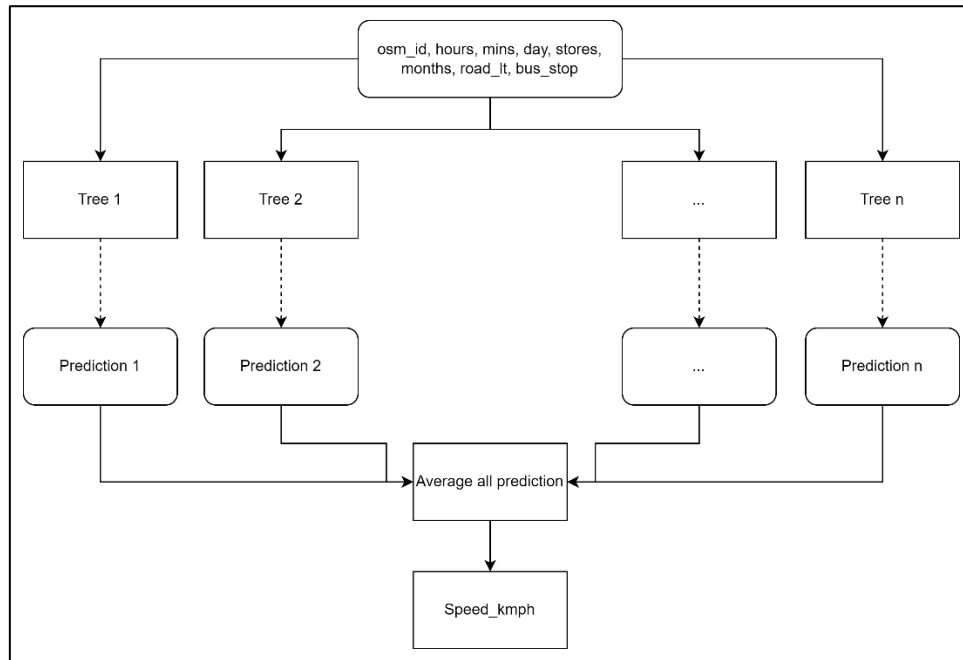 osm_id, hours, mins, day, stores,
months, road_lt, bus_stop
Tree 1
Tree 2
...
Tree n
Prediction 1
Prediction 2
...
Prediction n
Average all prediction
Speed_kmph